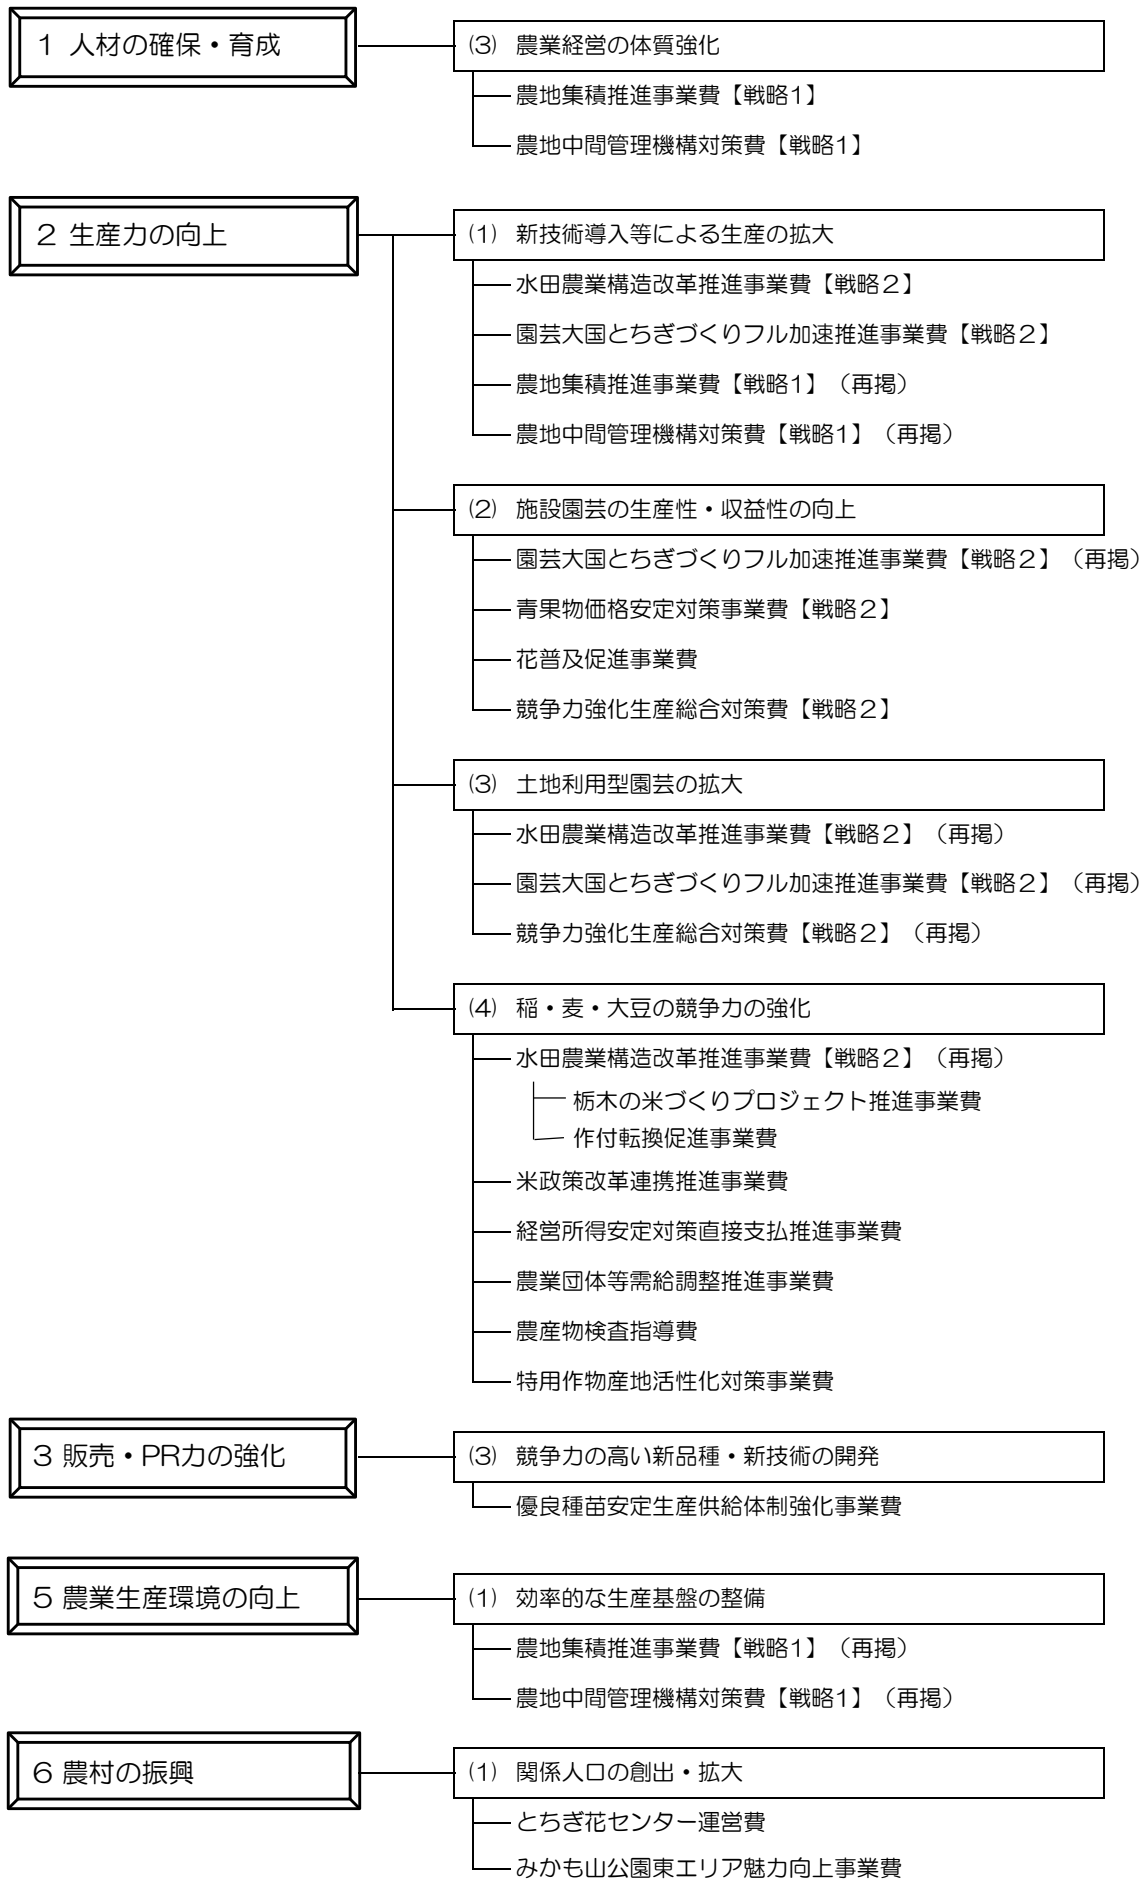 1 人材の確保・育成
(3) 農業経営の体質強化
農地集積推進事業費【戦略1】
農地中間管理機構対策費【戦略1】
2 生産力の向上
(1) 新技術導入等による生産の拡大
水田農業構造改革推進事業費【戦略２】
園芸大国とちぎづくりフル加速推進事業費【戦略２】
農地集積推進事業費【戦略1】（再掲）
農地中間管理機構対策費【戦略1】（再掲）
(2) 施設園芸の生産性・収益性の向上
園芸大国とちぎづくりフル加速推進事業費【戦略２】（再掲）
青果物価格安定対策事業費【戦略２】
花普及促進事業費
競争力強化生産総合対策費【戦略２】
(3) 土地利用型園芸の拡大
水田農業構造改革推進事業費【戦略２】（再掲）
園芸大国とちぎづくりフル加速推進事業費【戦略２】（再掲）
競争力強化生産総合対策費【戦略２】（再掲）
(4) 稲・麦・大豆の競争力の強化
水田農業構造改革推進事業費【戦略２】（再掲）
栃木の米づくりプロジェクト推進事業費
作付転換促進事業費
米政策改革連携推進事業費
経営所得安定対策直接支払推進事業費
農業団体等需給調整推進事業費
農産物検査指導費
特用作物産地活性化対策事業費
3 販売・PR力の強化
(3) 競争力の高い新品種・新技術の開発
優良種苗安定生産供給体制強化事業費
5 農業生産環境の向上
(1) 効率的な生産基盤の整備
農地集積推進事業費【戦略1】（再掲）
農地中間管理機構対策費【戦略1】（再掲）
6 農村の振興
(1) 関係人口の創出・拡大
とちぎ花センター運営費
みかも山公園東エリア魅力向上事業費